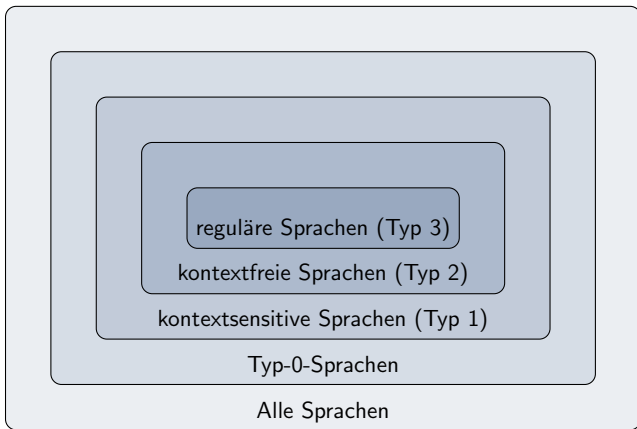 reguläre Sprachen (Typ 3)
kontextfreie Sprachen (Typ 2)
kontextsensitive Sprachen (Typ 1)
Typ-0-Sprachen
Alle Sprachen